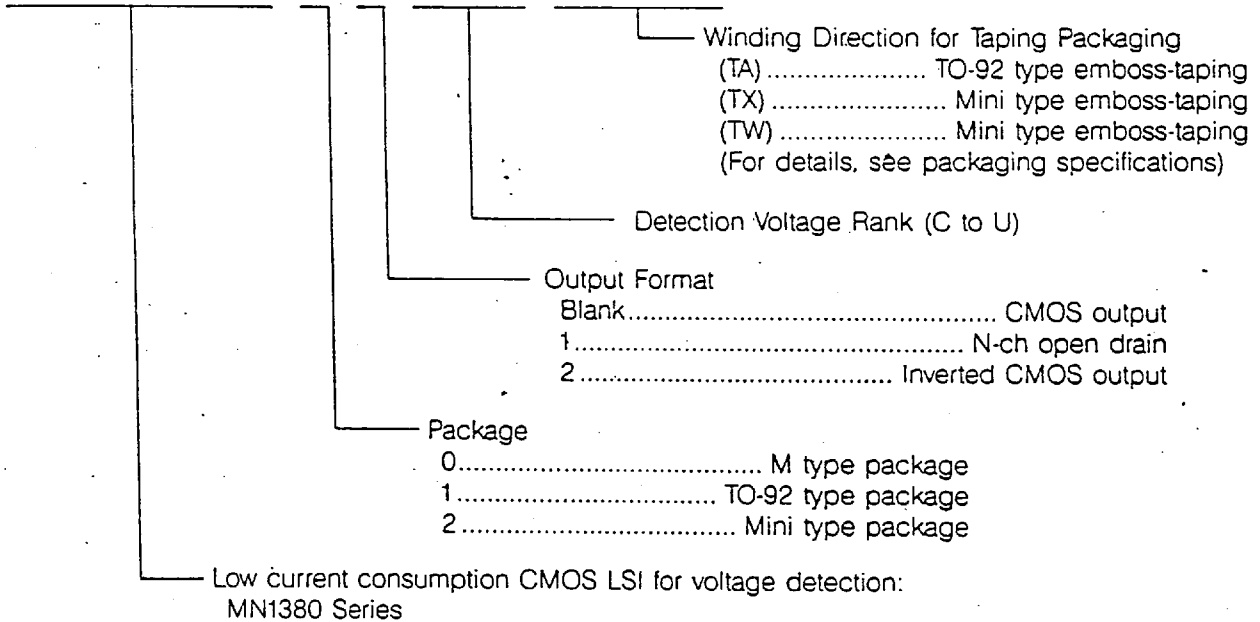 Winding Direction for Taping Packaging
(TA) ..................... TO-92 type emboss-taping
(TX) ........................ Mini type emboss-taping
(TW) ....................... Mini type emboss-taping
(For details, see packaging specifications)
Detection Voltage Rank (C to U)
Output Format
Blank................................................... CMOS output
1....................................................... N-ch open drain
2 ........................................... Inverted CMOS output
Package
0.......................................... M type package
1.................................... TO-92 type package
2..................................... Mini type package
Low current consumption CMOS LSI for voltage detection:
MN1380 Series